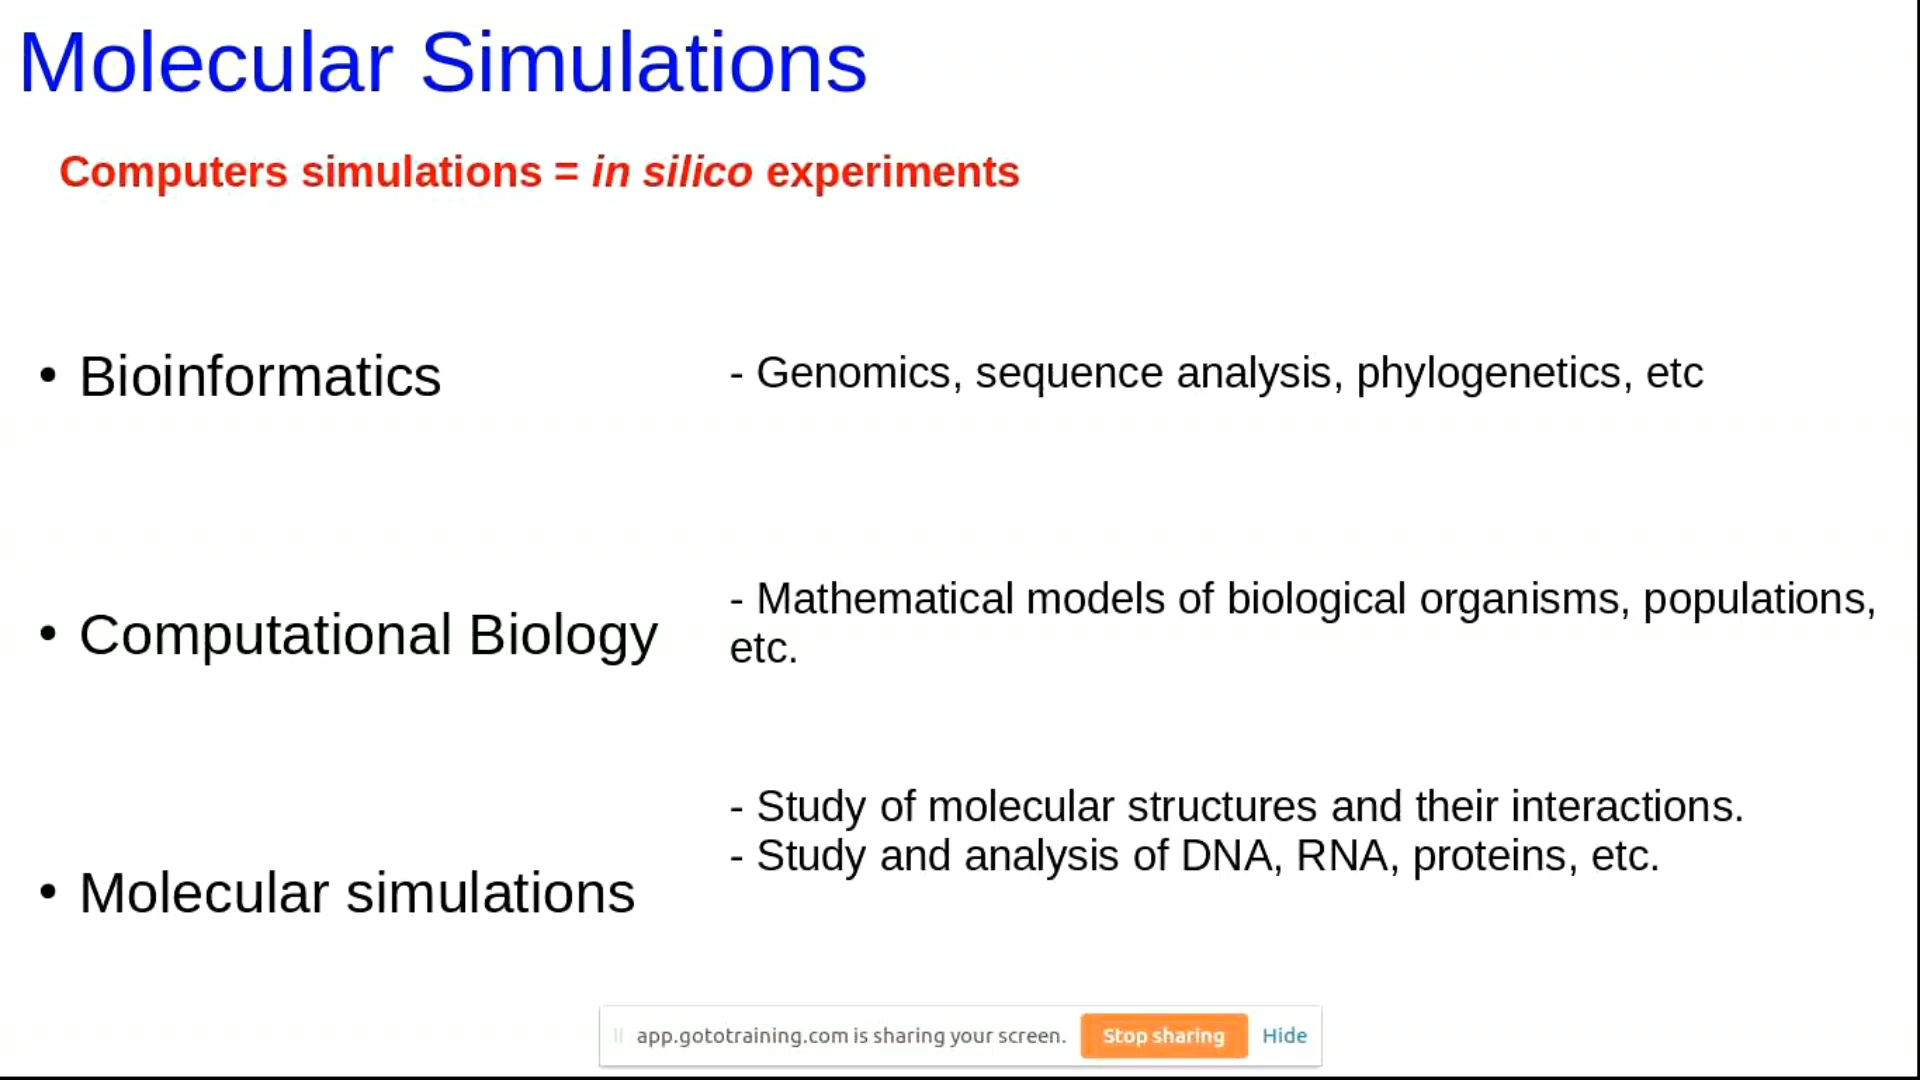 Molecular Simulations
Computers simulations = in silico experiments
• Bioinformatics
- Genomics, sequence analysis, phylogenetics, etc
• Computational Biology
- Mathematical models of biological organisms, populations,
etc.
• Molecular simulations
- Study of molecular structures and their interactions.
- Study and analysis of DNA, RNA, proteins, etc.
app.gototraining.com is sharing your screen. Stop sharing Hide